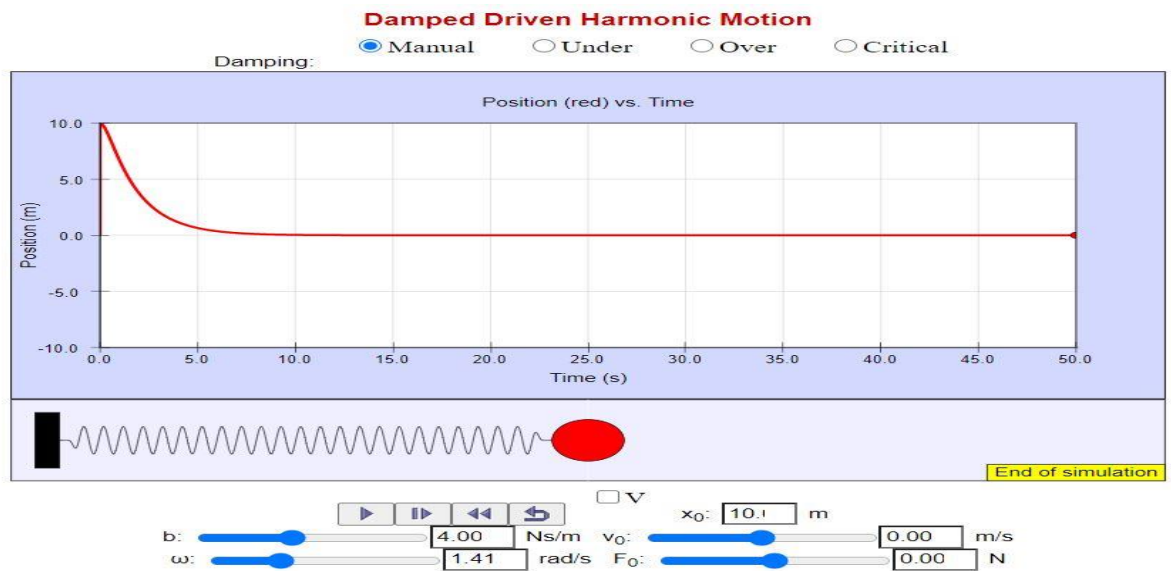 Damped Driven Harmonic Motion
Manual Under Over Critical
Damping:
Position (red) vs. Time
10.0
5.0
0.0
-5.0
-10.0
Position (m)
0.0 5.0 10.0 15.0 20.0 25.0 30.0 35.0 40.0 45.0 50.0
Time (s)
End of simulation
V
x0: 10.( m
b: 4.00 Ns/m v0: 0.00 m/s
ω: 1.41 rad/s F0: 0.00 N